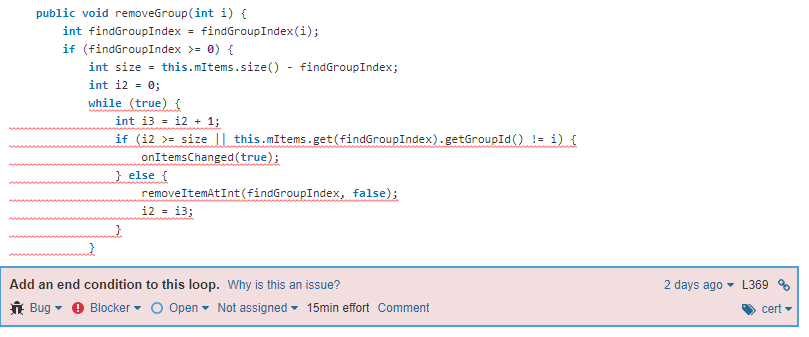 public void removeGroup(int i) {
int findGroupIndex = findGroupIndex(i);
if (findGroupIndex >= 0) {
int size = this.mItems.size() - findGroupIndex;
int i2 = 0;
while (true) {
int i3 = i2 + 1;
if (i2 >= size || this.mItems.get(findGroupIndex).getGroupId() != i) {
onItemsChanged(true);
} else {
removeItemAtInt(findGroupIndex, false);
i2 = i3;
}
}
Add an end condition to this loop. Why is this an issue? 2 days ago L369
Bug Blocker Open Not assigned 15min effort Comment cert